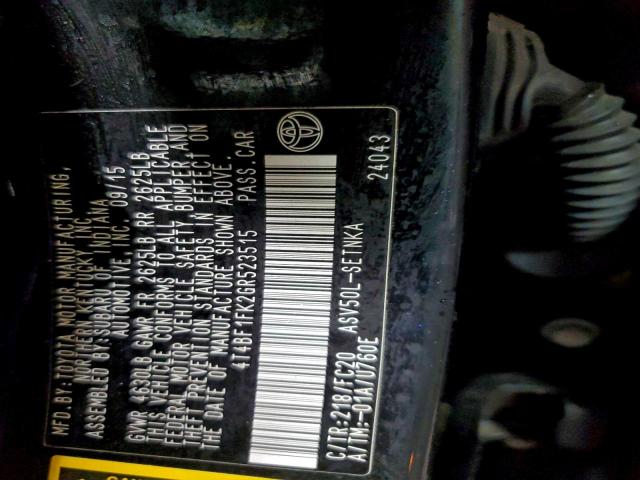 MFD. BY:TOYOTA MOTOR MANUFACTURING,
NORTHERN KENTUCKY INC.
ASSEMBLED BY:SUBARU OF INDIANA
AUTOMOTIVE, INC. 09/15
GVWR 4630LB GAWR FR 2625LB RR 2625LB
THIS VEHICLE CONFORMS TO ALL APPLICABLE
FEDERAL MOTOR VEHICLE SAFETY, BUMPER AND
THEFT PREVENTION STANDARDS IN EFFECT ON
THE DATE OF MANUFACTURE SHOWN ABOVE.
4T4BF1FK2GR523515 PASS CAR
C/TR:218/FC20 ASV50L-SETNKA
A/TM:-01A/U760E 24043